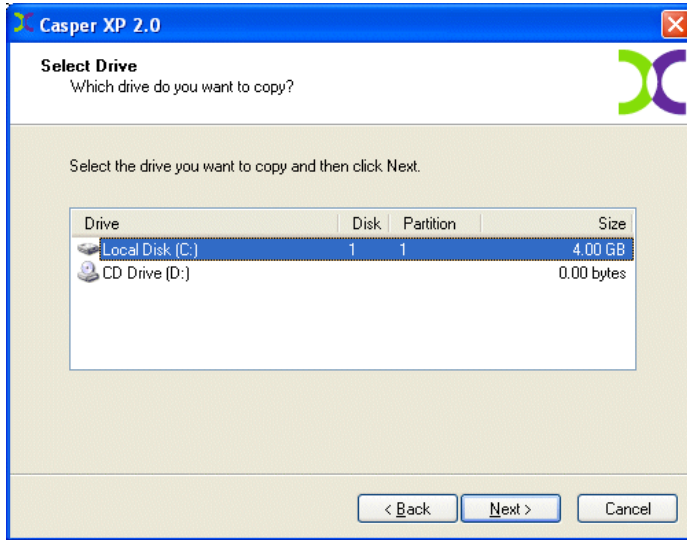 Casper XP 2.0
Select Drive
Which drive do you want to copy?
Select the drive you want to copy and then click Next.
Drive Disk Partition Size
Local Disk (C:) 1 1 4.00 GB
CD Drive (D:) 0.00 bytes
< Back Next > Cancel